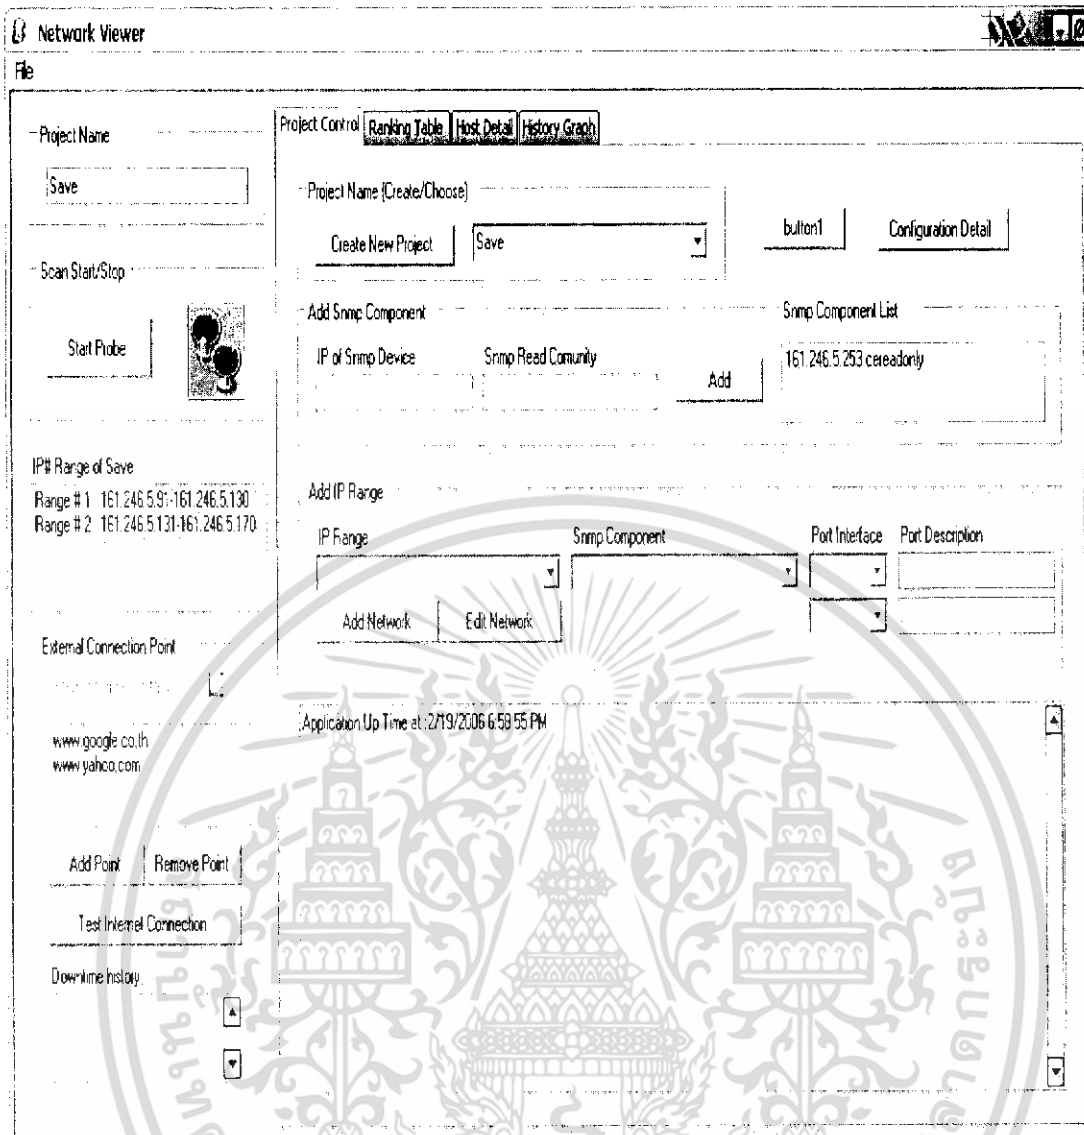 Network Viewer
File
Project Name
Save
Scan Start/Stop
Start Probe
IP# Range of Save
Range # 1 161.246.5.91-161.246.5.130
Range # 2 161.246.5.131-161.246.5.170
External Connection Point
www.google.co.th
www.yahoo.com
Add Point Remove Point
Test Internal Connection
Downtime history
Project Control Ranking Table Host Detail History Graph
Project Name (Create/Choose)
Create New Project Save
button1 Configuration Detail
Add Snmp Component
IP of Snmp Device Snmp Read Comunity
Add
Snmp Component List
161.246.5.253 cereadonly
Add IP Range
IP Range Snmp Component Port Interface Port Description
Add Network Edit Network
Application Up Time at :2/19/2006 6:59:55 PM